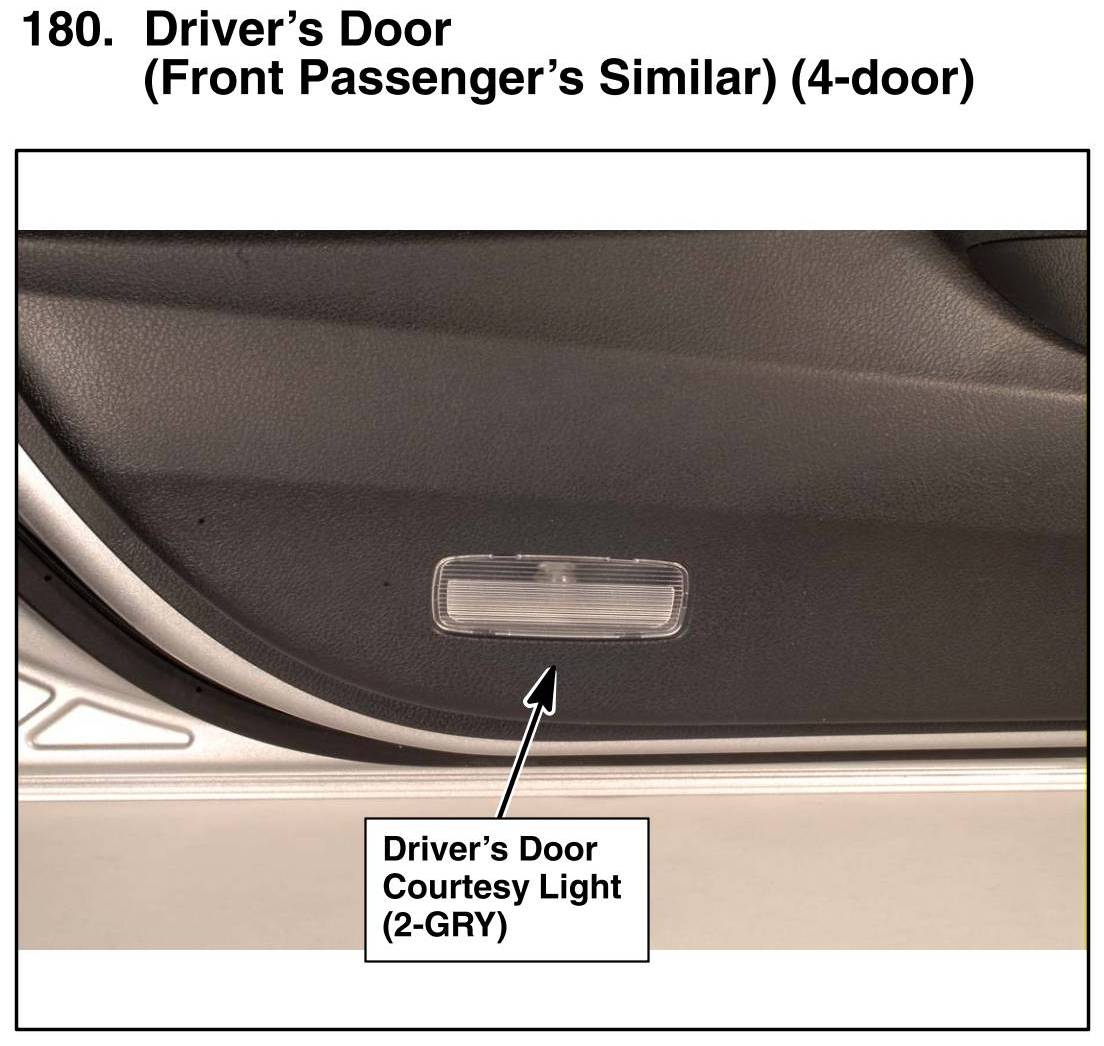 180. Driver’s Door
(Front Passenger’s Similar) (4-door)
Driver’s Door
Courtesy Light
(2-GRY)